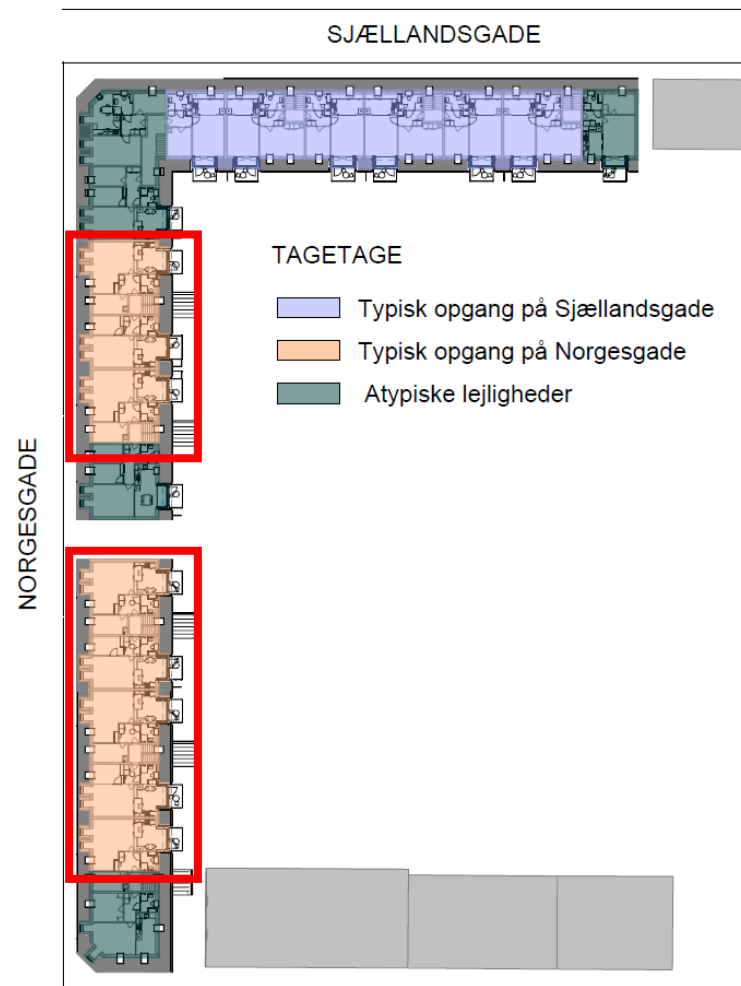 SJÆLLANDSGADE
TAGETAGE
Typisk opgang på Sjællandsgade
Typisk opgang på Norgesgade
Atypiske lejligheder
NORGESGADE